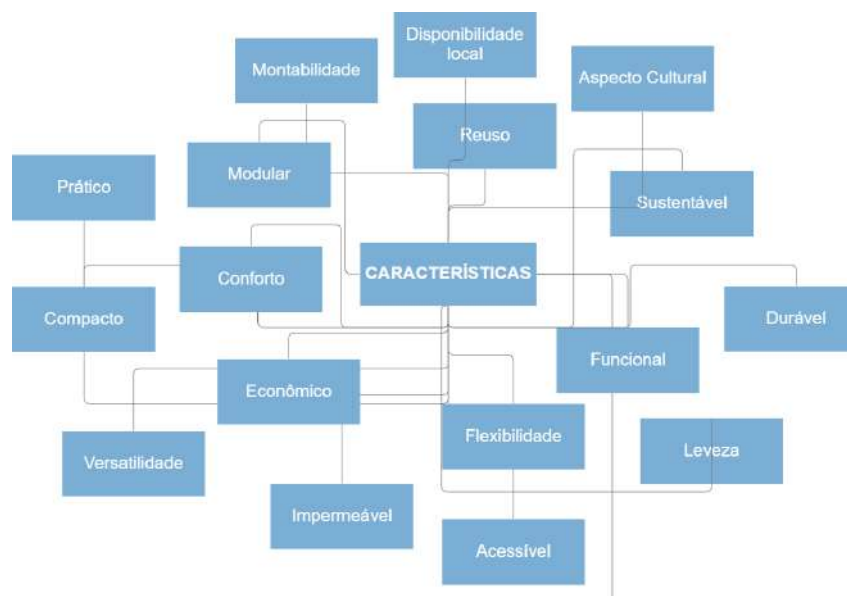 Disponibilidade
local
Montabilidade
Aspecto Cultural
Reuso
Modular
Prático
Sustentável
Conforto
CARACTERÍSTICAS
Compacto
Durável
Funcional
Econômico
Flexibilidade
Leveza
Versatilidade
Impermeável
Acessível